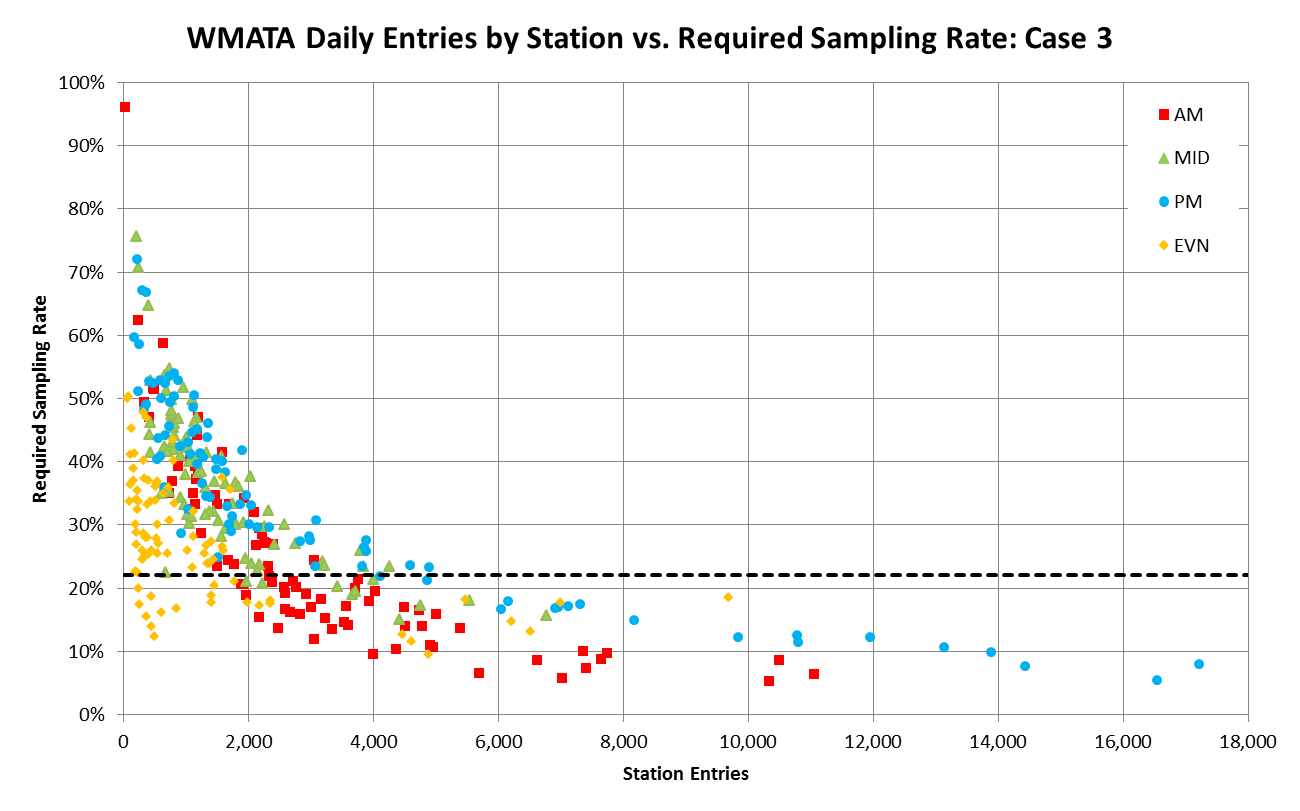 WMATA Daily Entries by Station vs. Required Sampling Rate: Case 3
100%
90%
80%
70%
60%
50%
40%
30%
20%
10%
0%
Required Sampling Rate
AM
MID
PM
EVN
0 2,000 4,000 6,000 8,000 10,000 12,000 14,000 16,000 18,000
Station Entries